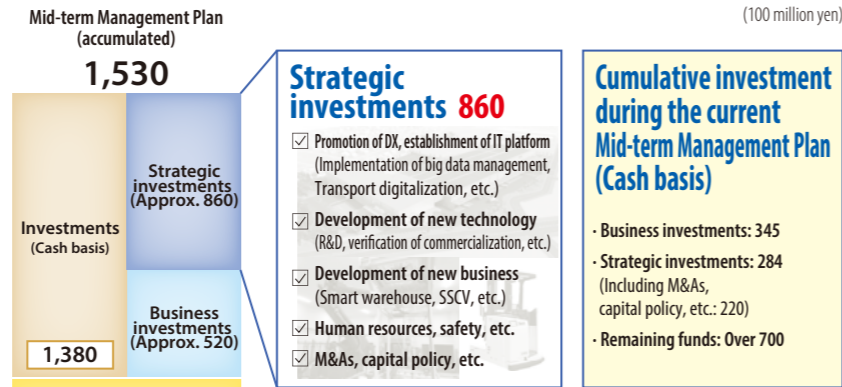 (100 million yen)
Mid-term Management Plan
(accumulated)
1,530
Investments
(Cash basis)
1,380
Strategic
investments
(Approx. 860)
Business
investments
(Approx. 520)
Strategic
investments 860
Promotion of DX, establishment of IT platform
(Implementation of big data management,
Transport digitalization, etc.)
Development of new technology
(R&D, verification of commercialization, etc.)
Development of new business
(Smart warehouse, SSCV, etc.)
Human resources, safety, etc.
M&As, capital policy, etc.
Cumulative investment
during the current
Mid-term Management Plan
(Cash basis)
· Business investments: 345
· Strategic investments: 284
(Including M&As,
capital policy, etc.: 220)
· Remaining funds: Over 700